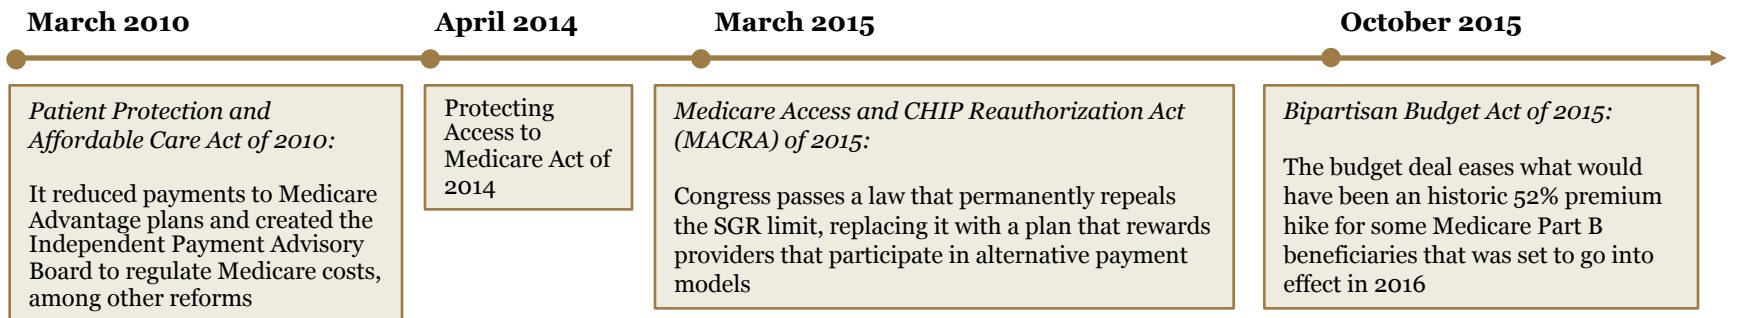 March 2010
April 2014
March 2015
October 2015
Patient Protection and
Affordable Care Act of 2010:
It reduced payments to Medicare
Advantage plans and created the
Independent Payment Advisory
Board to regulate Medicare costs,
among other reforms
Protecting
Access to
Medicare Act of
2014
Medicare Access and CHIP Reauthorization Act
(MACRA) of 2015:
Congress passes a law that permanently repeals
the SGR limit, replacing it with a plan that rewards
providers that participate in alternative payment
models
Bipartisan Budget Act of 2015:
The budget deal eases what would
have been an historic 52% premium
hike for some Medicare Part B
beneficiaries that was set to go into
effect in 2016